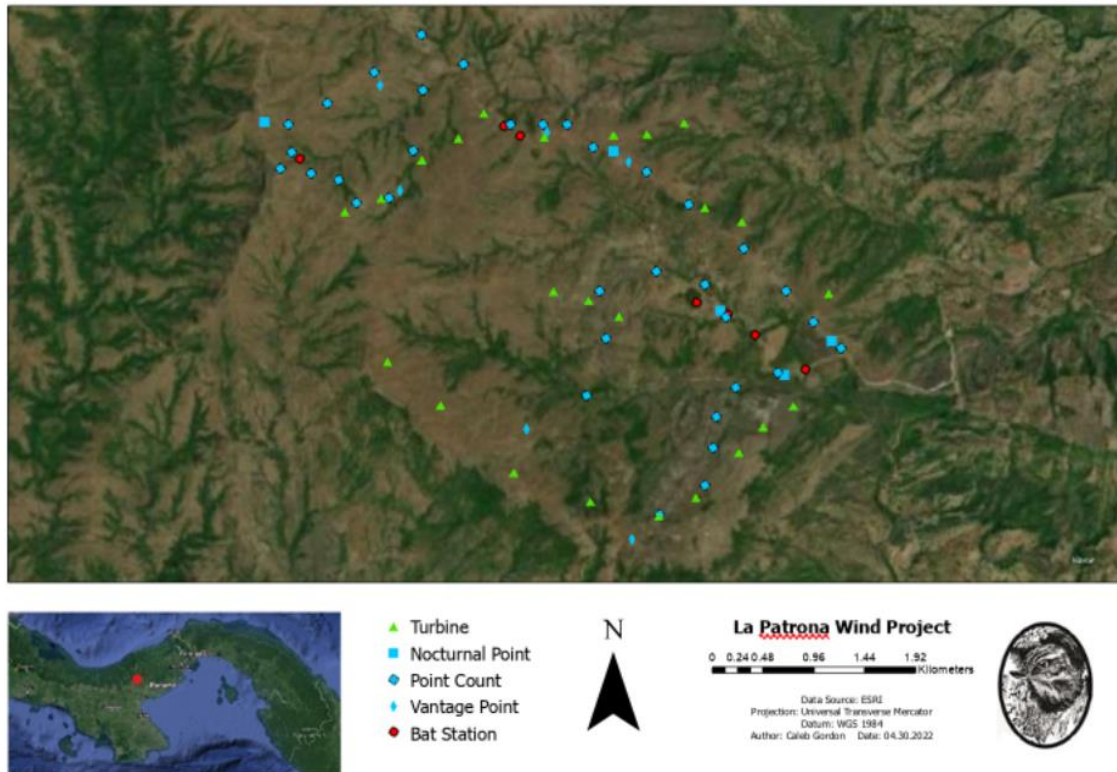 Turbine
Nocturnal Point
Point Count
Vantage Point
Bat Station
N
La Patrona Wind Project
0 0.24 0.48 0.96 1.44 1.92
Kilometers
Data Source: ESRI
Projection: Universal Transverse Mercator
Datum: WGS 1984
Author: Caleb Gordon Date: 04.30.2022